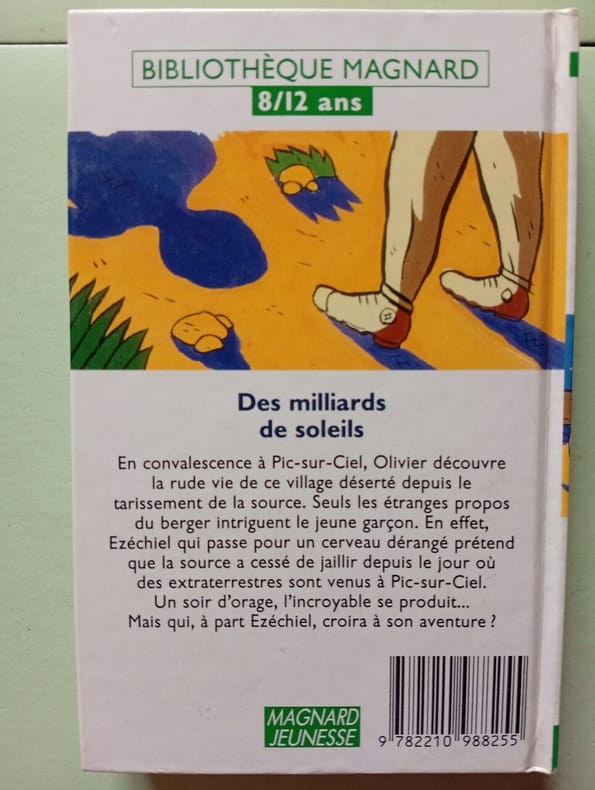 BIBLIOTHÈQUE MAGNARD
8/12 ans
Des milliards
de soleils
En convalescence à Pic-sur-Ciel, Olivier découvre
la rude vie de ce village déserté depuis le
tarissement de la source. Seuls les étranges propos
du berger intriguent le jeune garçon. En effet,
Ezéchiel qui passe pour un cerveau dérangé prétend
que la source a cessé de jaillir depuis le jour où
des extraterrestres sont venus à Pic-sur-Ciel.
Un soir d'orage, l'incroyable se produit...
Mais qui, à part Ezéchiel, croira à son aventure ?
MAGNARD
JEUNESSE
9 782210 988255